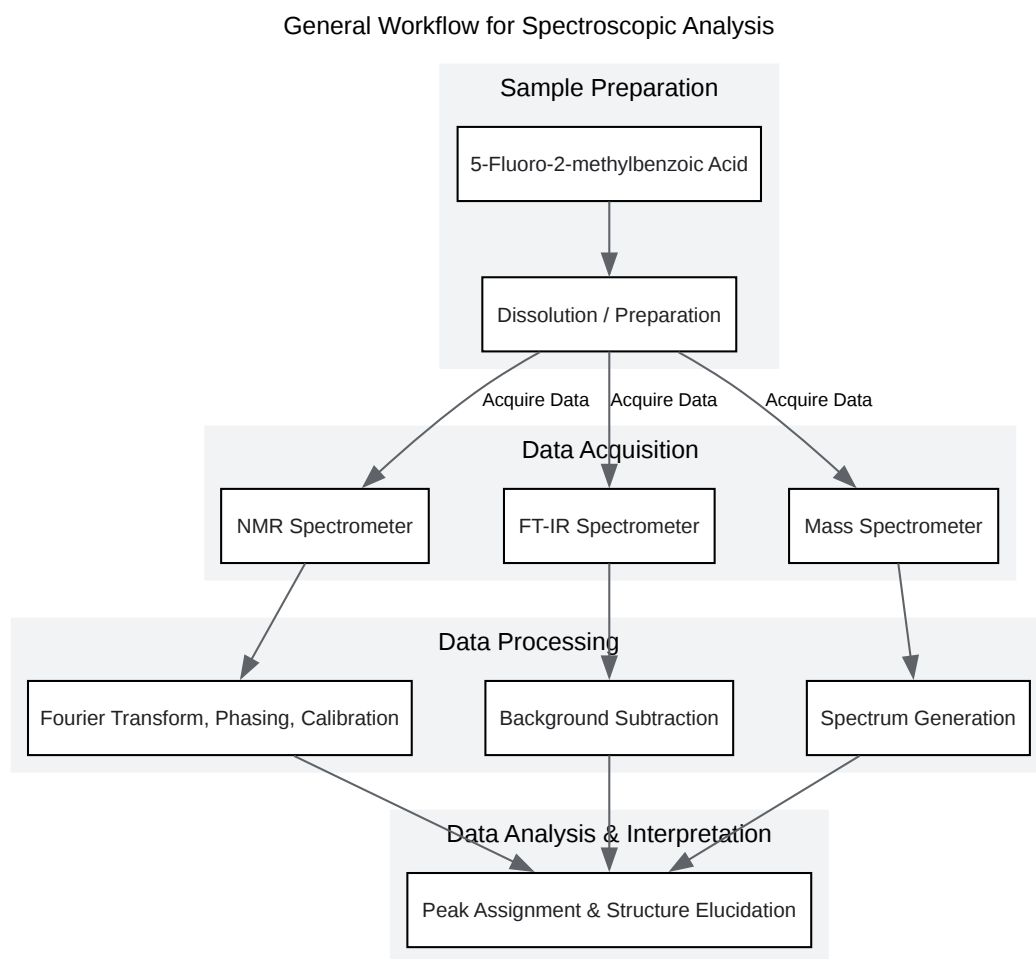 General Workflow for Spectroscopic Analysis
Sample Preparation
5-Fluoro-2-methylbenzoic Acid
Dissolution / Preparation
Acquire Data
Acquire Data
Acquire Data
Data Acquisition
NMR Spectrometer
FT-IR Spectrometer
Mass Spectrometer
Data Processing
Fourier Transform, Phasing, Calibration
Background Subtraction
Spectrum Generation
Data Analysis & Interpretation
Peak Assignment & Structure Elucidation